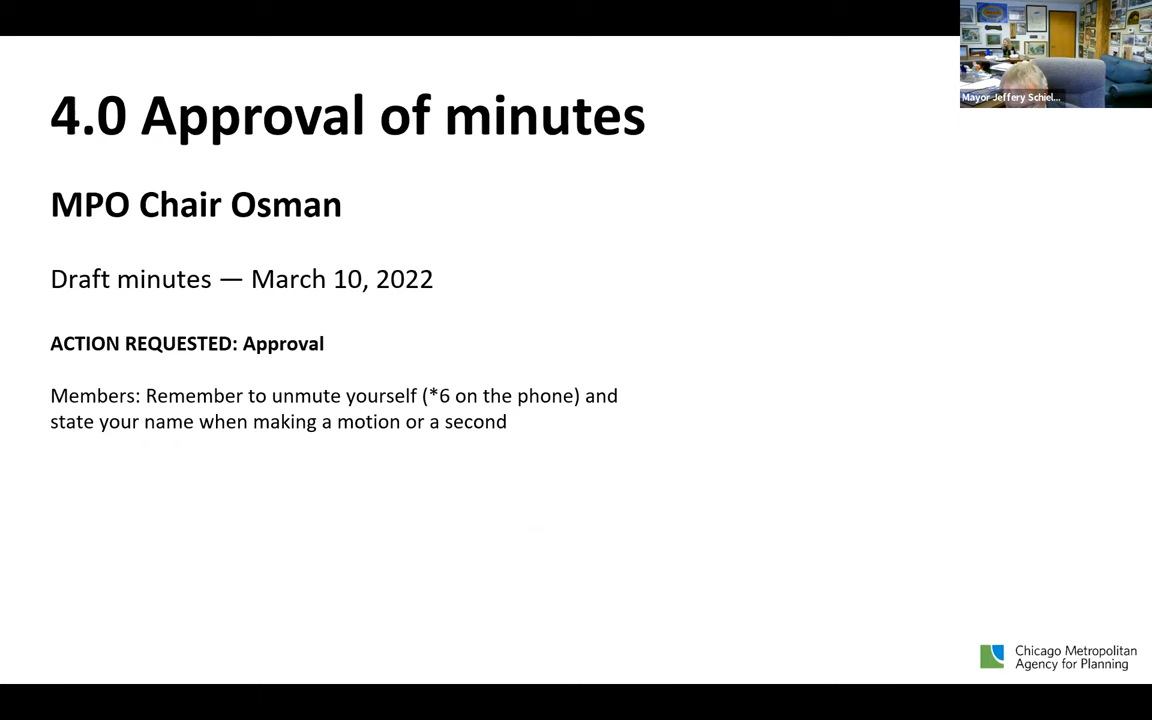 4.0 Approval of minutes
Mayor Jeffery Schiel...
MPO Chair Osman
Draft minutes — March 10, 2022
ACTION REQUESTED: Approval
Members: Remember to unmute yourself (*6 on the phone) and
state your name when making a motion or a second
Chicago Metropolitan
Agency for Planning